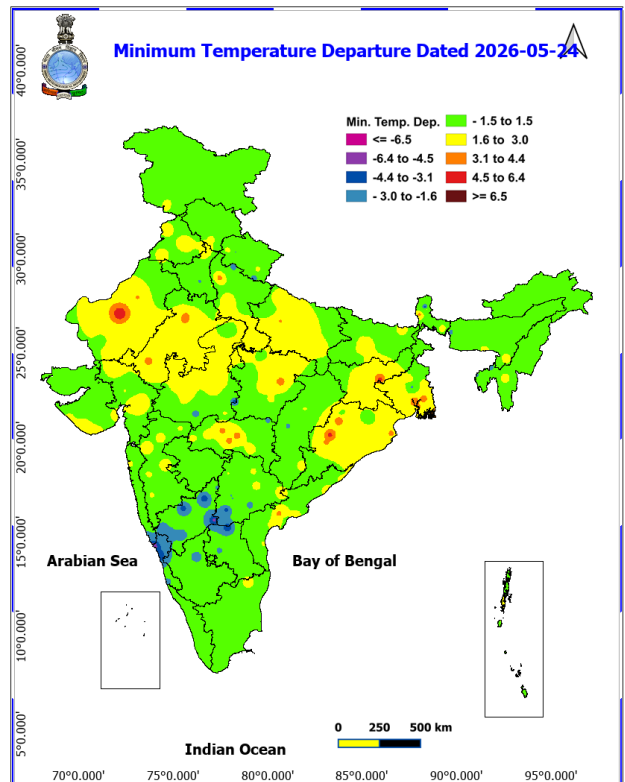 Minimum Temperature Departure Dated 2026-05-24
Min. Temp. Dep.
<= -6.5
-6.4 to -4.5
-4.4 to -3.1
- 3.0 to -1.6
- 1.5 to 1.5
1.6 to 3.0
3.1 to 4.4
4.5 to 6.4
>= 6.5
40°0.000'
35°0.000'
30°0.000'
25°0.000'
20°0.000'
15°0.000'
10°0.000'
5°0.000'
Arabian Sea
Bay of Bengal
0 250 500 km
Indian Ocean
70°0.000' 75°0.000' 80°0.000' 85°0.000' 90°0.000' 95°0.000'